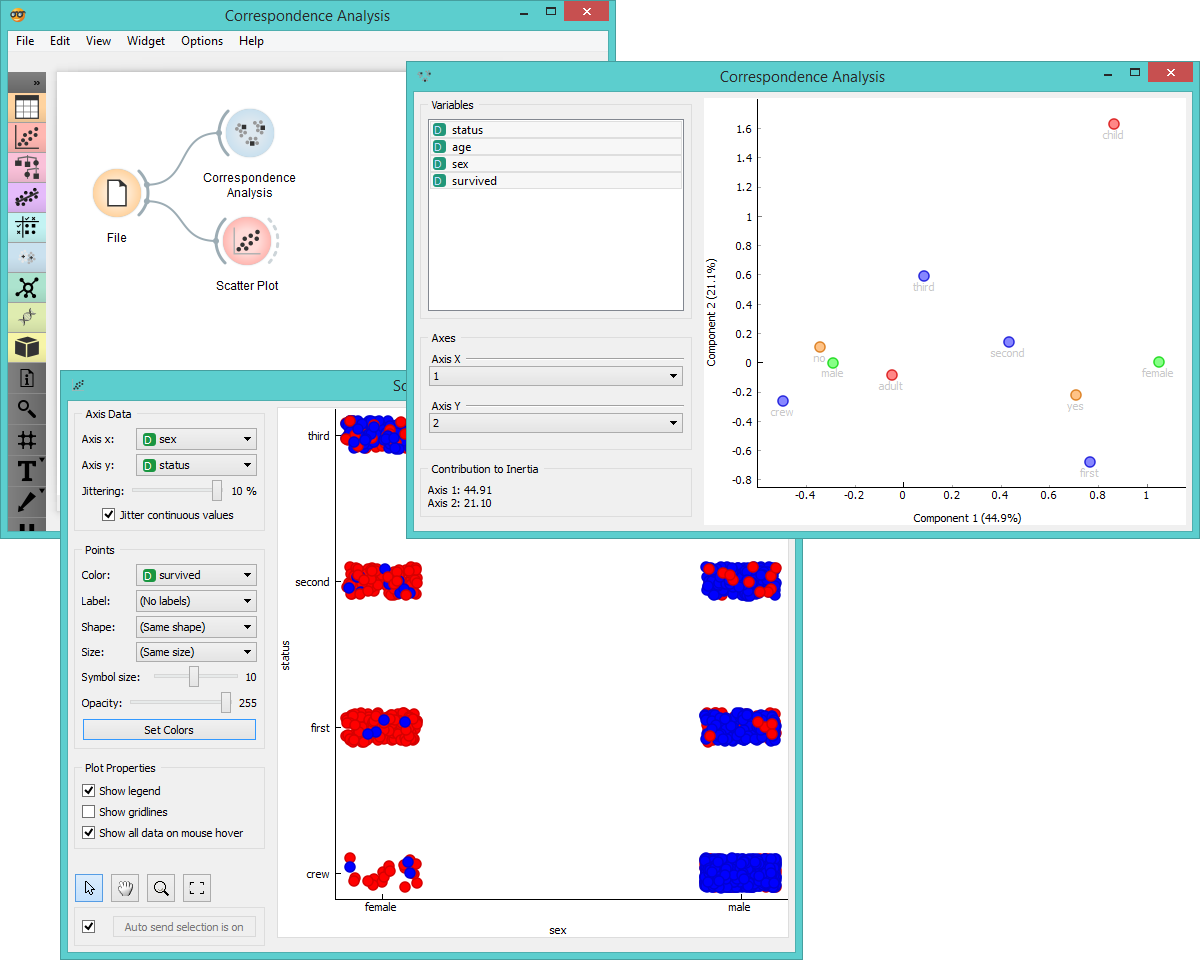 Correspondence Analysis
File Edit View Widget Options Help
»
Correspondence
Analysis
File
Scatter Plot
Correspondence Analysis
Variables
D status
D age
D sex
D survived
Axes
Axis X
1
Axis Y
2
Contribution to Inertia
Axis 1: 44.91
Axis 2: 21.10
Component 2 (21.1%)
1.6
1.4
1.2
1
0.8
0.6
0.4
0.2
0
-0.2
-0.4
-0.6
-0.8
child
third
second
no
male
female
adult
yes
crew
first
-0.4 -0.2 0 0.2 0.4 0.6 0.8 1
Component 1 (44.9%)
Sc
Axis Data
Axis x: D sex
Axis y: D status
Jittering: 10 %
Jitter continuous values
Points
Color: D survived
Label: (No labels)
Shape: (Same shape)
Size: (Same size)
Symbol size: 10
Opacity: 255
Set Colors
Plot Properties
Show legend
Show gridlines
Show all data on mouse hover
Auto send selection is on
status
third
second
first
crew
female male
sex